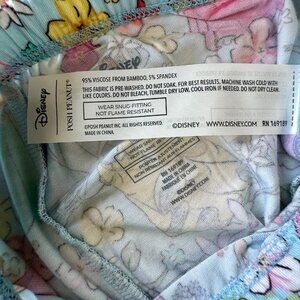 Disney
POSH PEANUT
95% VISCOSE FROM BAMBOO, 5% SPANDEX
THIS FABRIC IS PRE-WASHED. DO NOT SOAK. FOR BEST RESULTS, MACHINE WASH COLD WITH
LIKE COLORS. DO NOT BLEACH, TUMBLE DRY LOW, COOL IRON IF NEEDED. DO NOT DRY CLEAN.
WEAR SNUG-FITTING
NOT FLAME RESISTANT
©POSH PEANUT INC. ALL RIGHTS RESERVED.
MADE IN CHINA.
©DISNEY
WWW.DISNEY.COM
RN 169189